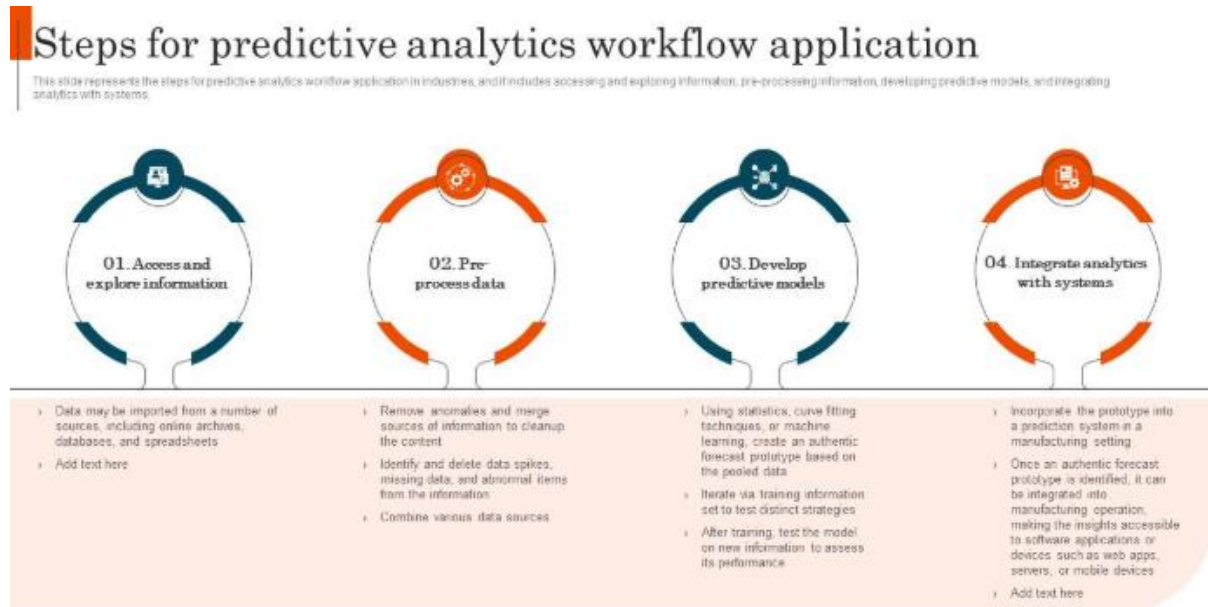 Steps for predictive analytics workflow application
This slide represents the steps for predictive analytics workflow application in industries, and it includes accessing and exploring information, pre-processing information, developing predictive models, and integrating
analytics with systems.
01. Access and
explore information
02. Pre-
process data
03. Develop
predictive models
04. Integrate analytics
with systems
Data may be imported from a number of
sources, including online archives,
databases, and spreadsheets
Add text here
Remove anomalies and merge
sources of information to cleanup
the content
Identify and delete data spikes,
missing data, and abnormal items
from the information
Combine various data sources
Using statistics, curve fitting
techniques, or machine
learning, create an authentic
forecast prototype based on
the pooled data
Iterate via training information
set to test distinct strategies
After training, test the model
on new information to assess
its performance
Incorporate the prototype into
a prediction system in a
manufacturing setting
Once an authentic forecast
prototype is identified, it can
be integrated into
manufacturing operation,
making the insights accessible
to software applications or
devices such as web apps,
servers, or mobile devices
Add text here